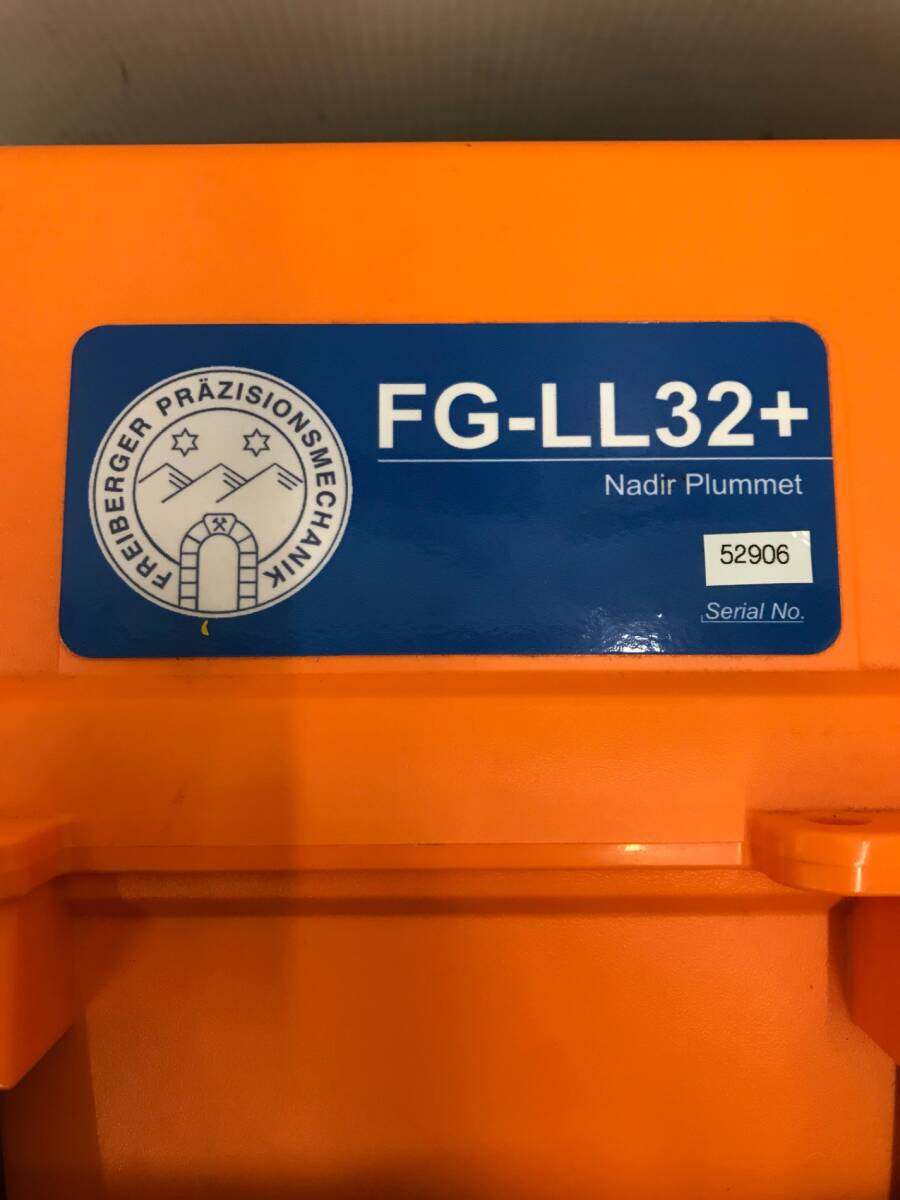 FREIBERGER PRÄZISIONSMECHANIK
FG-LL32+
Nadir Plummet
52906
Serial No.